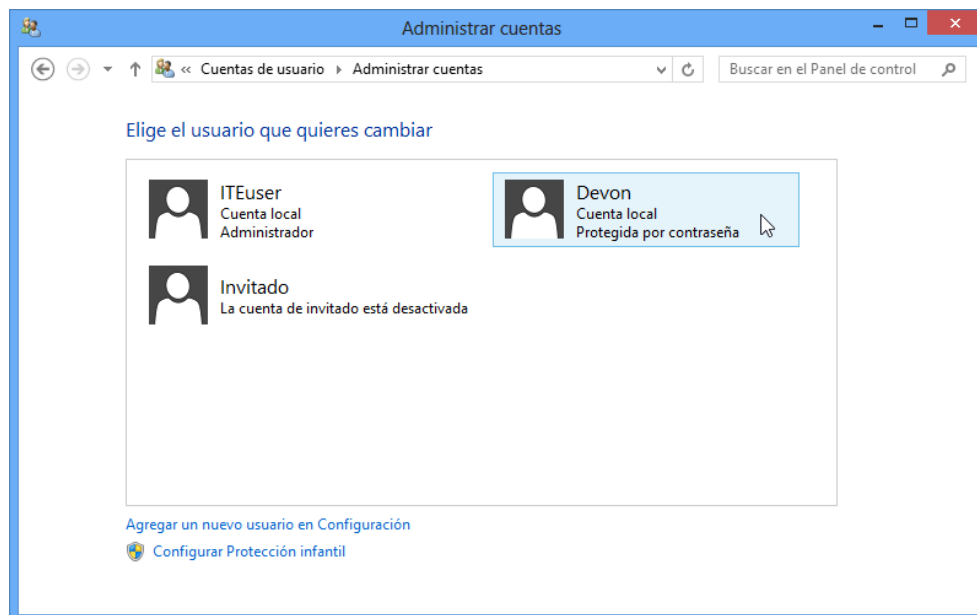 Administrar cuentas
« Cuentas de usuario Administrar cuentas
Buscar en el Panel de control
Elige el usuario que quieres cambiar
ITEuser
Cuenta local
Administrador
Devon
Cuenta local
Protegida por contraseña
Invitado
La cuenta de invitado está desactivada
Agregar un nuevo usuario en Configuración
Configurar Protección infantil